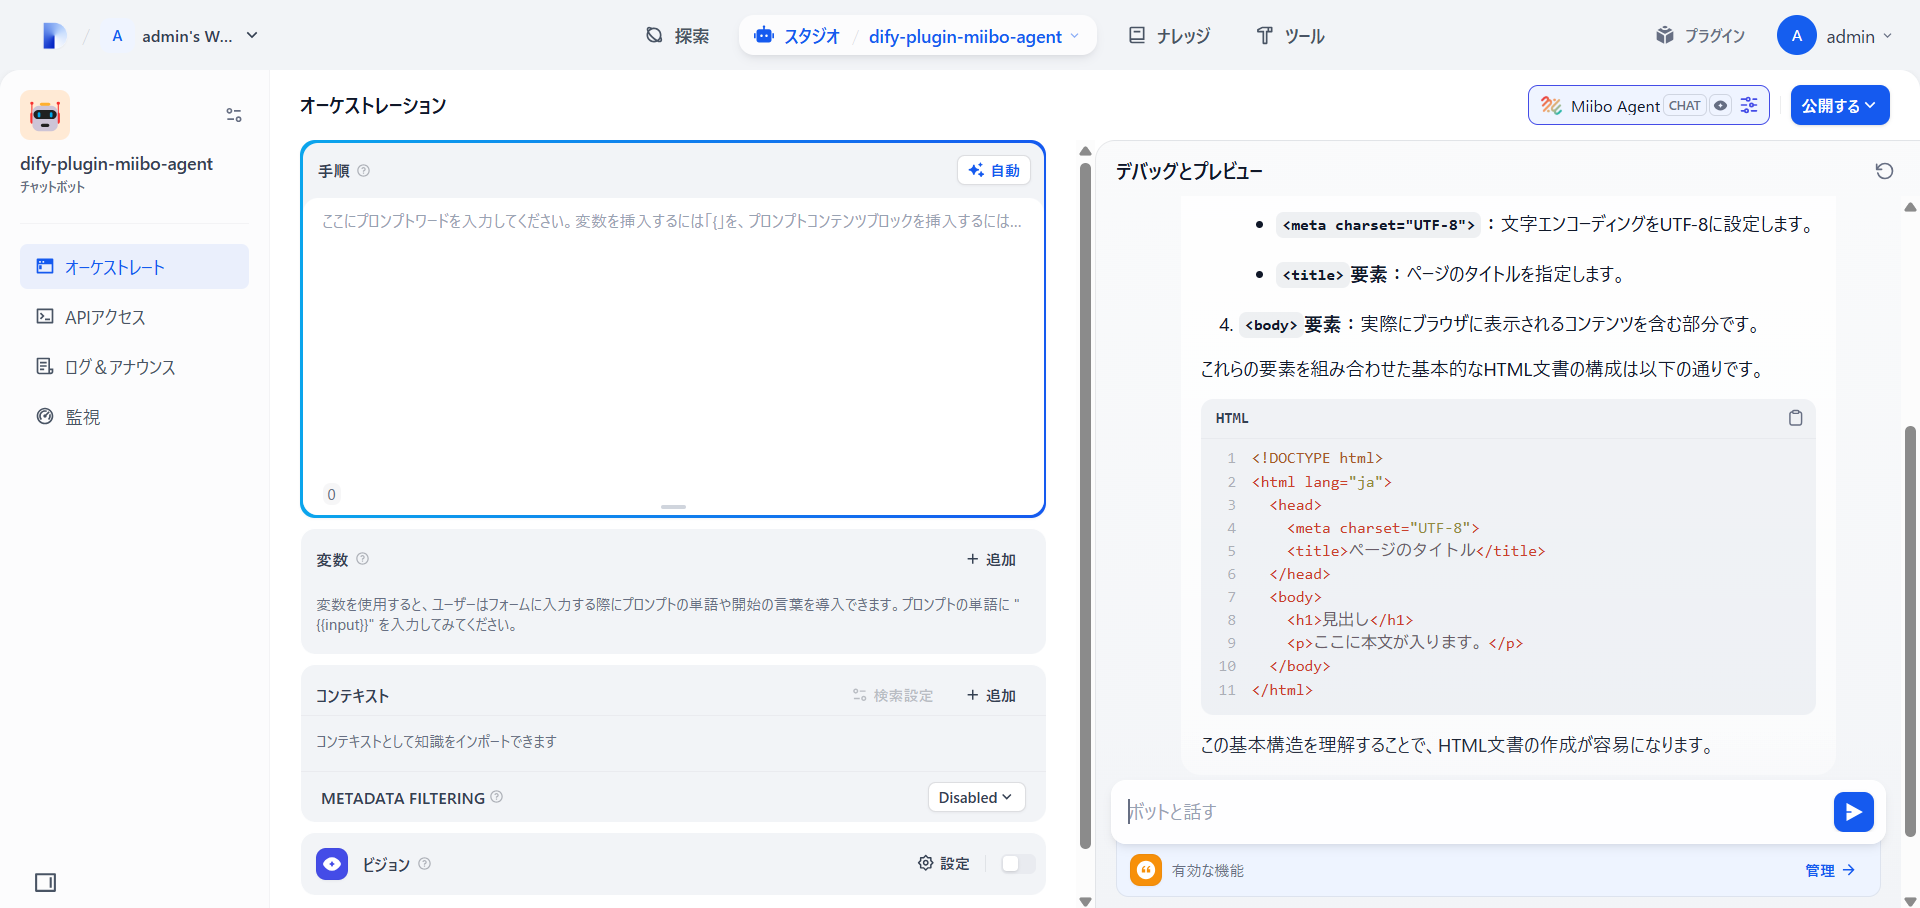 A admin's W...
探索
スタジオ / dify-plugin-miibo-agent
ナレッジ
ツール
プラグイン
A admin
dify-plugin-miibo-agent
チャットボット
オーケストレート
APIアクセス
ログ＆アナウンス
監視
オーケストレーション
Miibo Agent CHAT
公開する
手順
自動
ここにプロンプトワードを入力してください。変数を挿入するには「{」を、プロンプトコンテンツブロックを挿入するには...
0
変数
+ 追加
変数を使用すると、ユーザーはフォームに入力する際にプロンプトの単語や開始の言葉を導入できます。プロンプトの単語に "
{{input}}" を入力してみてください。
コンテキスト
検索設定
+ 追加
コンテキストとして知識をインポートできます
METADATA FILTERING
Disabled
ビジョン
設定
デバッグとプレビュー
• <meta charset="UTF-8"> ：文字エンコーディングをUTF-8に設定します。
• <title> 要素：ページのタイトルを指定します。
4. <body> 要素：実際にブラウザに表示されるコンテンツを含む部分です。
これらの要素を組み合わせた基本的なHTML文書の構成は以下の通りです。
HTML
1 <!DOCTYPE html>
2 <html lang="ja">
3 <head>
4 <meta charset="UTF-8">
5 <title>ページのタイトル</title>
6 </head>
7 <body>
8 <h1>見出し</h1>
9 <p>ここに本文が入ります。</p>
10 </body>
11 </html>
この基本構造を理解することで、HTML文書の作成が容易になります。
ボットと話す
有効な機能
管理 →